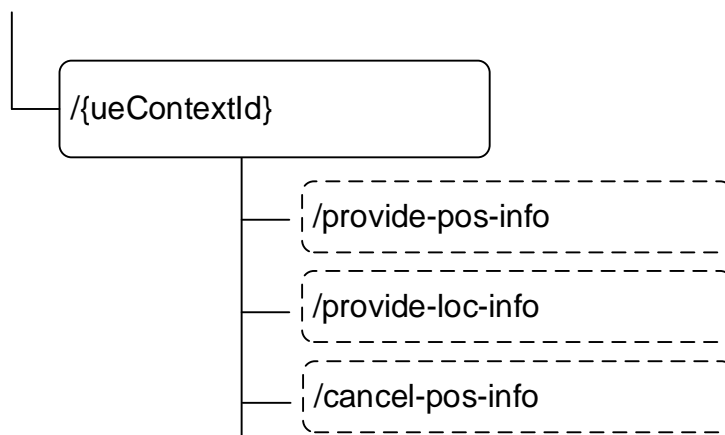 /{ueContextId}
/provide-pos-info
/provide-loc-info
/cancel-pos-info